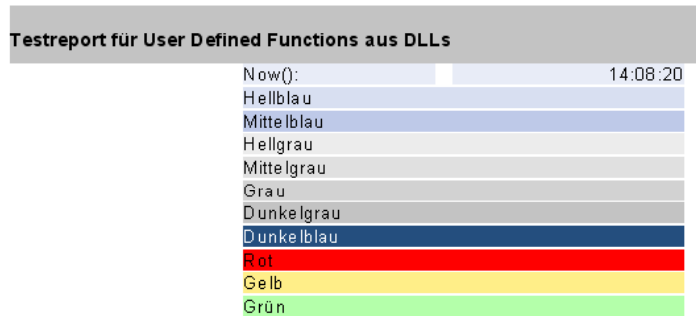 Testreport für User Defined Functions aus DLLs
Now(): 14:08:20
Hellblau
Mittelblau
Hellgrau
Mittelgrau
Grau
Dunkelgrau
Dunkelblau
Rot
Gelb
Grün